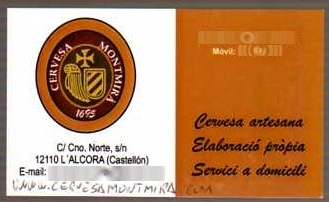 CERVESA MONTMIRA
1695
C/ Cno. Norte, s/n
12110 L'ALCORA (Castellón)
E-mail:
WWW.CERVESAMONTMIRA.COM
Móvil:
Cervesa artesana
Elaboració pròpia
Servici a domicili